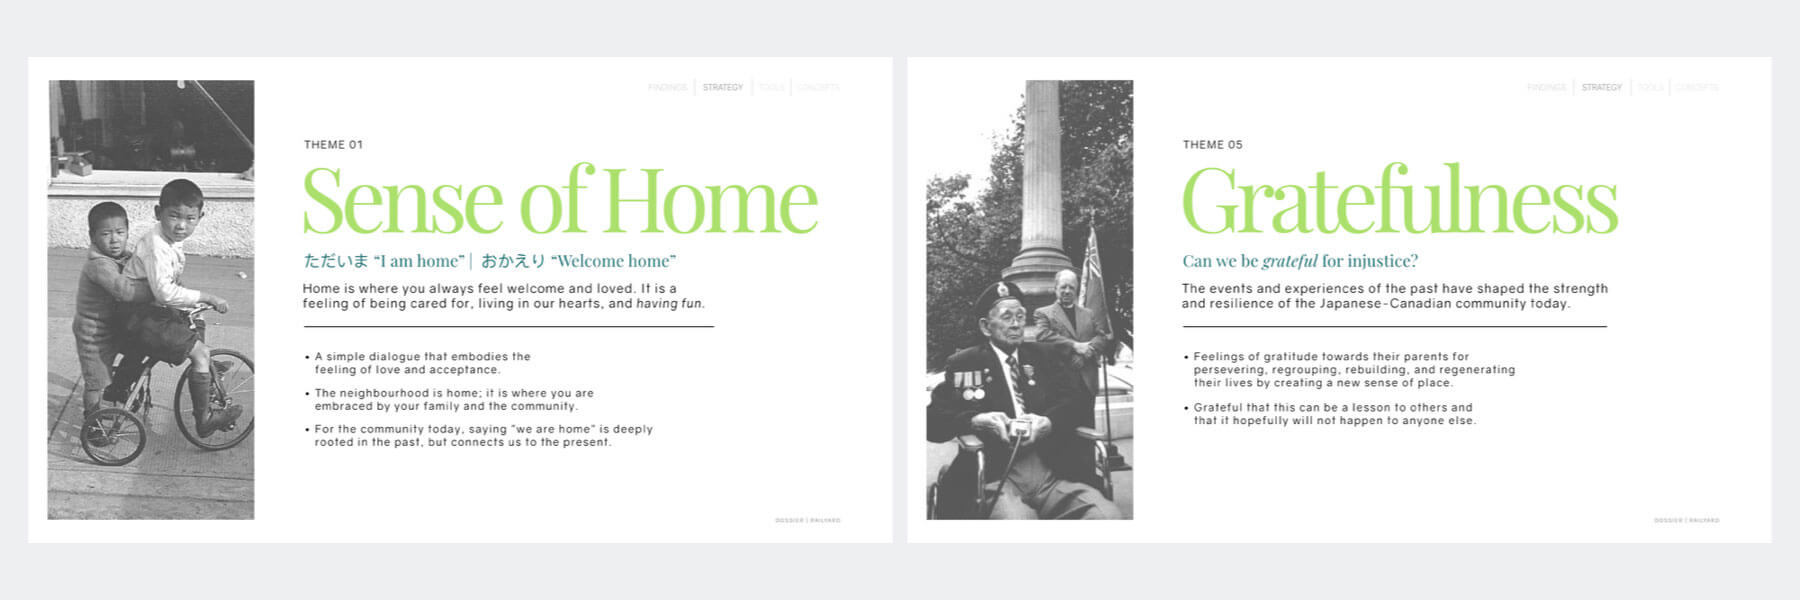 FINDINGS | STRATEGY | TOOLS | CONCEPTS
THEME 01
Sense of Home
ただいま “I am home” | おかえり “Welcome home”
Home is where you always feel welcome and loved. It is a
feeling of being cared for, living in our hearts, and having fun.
• A simple dialogue that embodies the
feeling of love and acceptance.
• The neighbourhood is home; it is where you are
embraced by your family and the community.
• For the community today, saying “we are home” is deeply
rooted in the past, but connects us to the present.
DOSSIER | RAILYARD
FINDINGS | STRATEGY | TOOLS | CONCEPTS
THEME 05
Gratefulness
Can we be grateful for injustice?
The events and experiences of the past have shaped the strength
and resilience of the Japanese-Canadian community today.
• Feelings of gratitude towards their parents for
persevering, regrouping, rebuilding, and regenerating
their lives by creating a new sense of place.
• Grateful that this can be a lesson to others and
that it hopefully will not happen to anyone else.
DOSSIER | RAILYARD